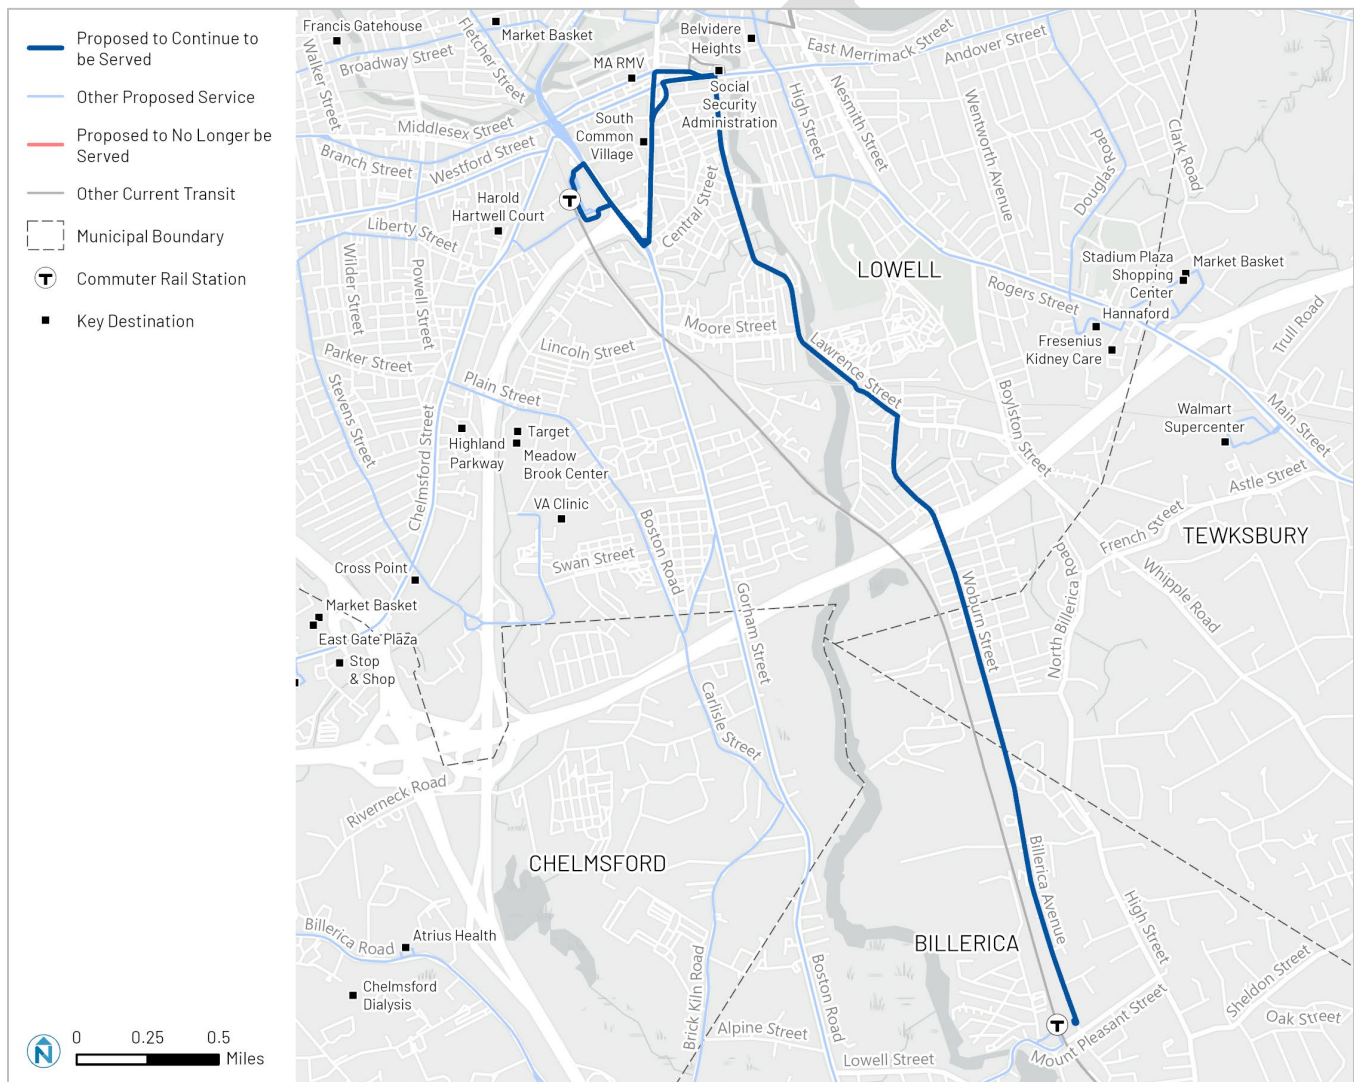 Proposed to Continue to
be Served
Other Proposed Service
Proposed to No Longer be
Served
Other Current Transit
Municipal Boundary
T
Commuter Rail Station
Key Destination
N
0 0.25 0.5
Miles
Francis Gatehouse
Walker Street
Broadway Street
Fletcher Street
Market Basket
MA RMV
Belvidere
Heights
East Merrimack Street
Andover Street
Social
Security
Administration
High Street
Nesmith Street
Wentworth Avenue
Douglas Road
Clark Road
Middlesex Street
Branch Street
Westford Street
South
Common
Village
Harold
Hartwell Court
T
Liberty Street
Central Street
LOWELL
Stadium Plaza
Shopping
Center
Market Basket
Rogers Street
Hannaford
Fresenius
Kidney Care
Trull Road
Wilder Street
Powell Street
Moore Street
Lincoln Street
Parker Street
Lawrence Street
Stevens Street
Plain Street
Chelmsford Street
Highland
Parkway
Target
Meadow
Brook Center
Boylston Street
Walmart
Supercenter
Main Street
Astle Street
French Street
TEWKSBURY
VA Clinic
Swan Street
Boston Road
Cross Point
Market Basket
East Gate Plaza
Stop
& Shop
Gorham Street
Woburn Street
North Billerica Road
Whipple Road
Carlisle Street
Riverneck Road
CHELMSFORD
Billerica Avenue
High Street
Billerica Road
Atrius Health
Chelmsford
Dialysis
BILLERICA
Brick Kiln Road
Boston Road
Alpine Street
Lowell Street
T
Mount Pleasant Street
Sheldon Street
Oak Street